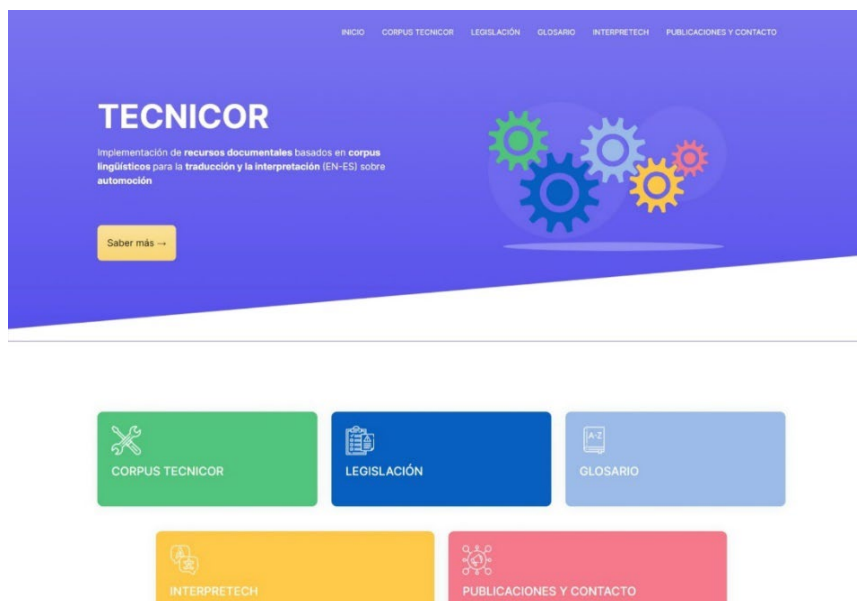 INICIO CORPUS TECNICOR LEGISLACIÓN GLOSARIO INTERPRETECH PUBLICACIONES Y CONTACTO
TECNICOR
Implementación de recursos documentales basados en corpus
lingüísticos para la traducción y la interpretación (EN-ES) sobre
automoción
Saber más →
CORPUS TECNICOR
LEGISLACIÓN
A-Z
GLOSARIO
INTERPRETECH
PUBLICACIONES Y CONTACTO